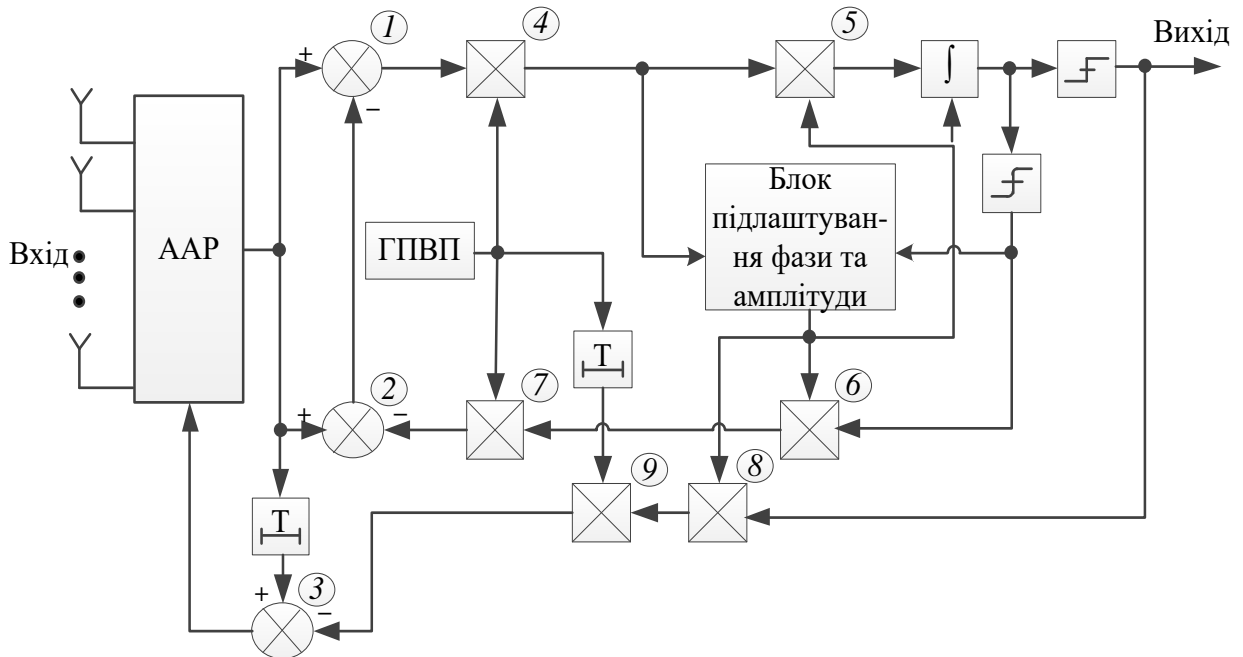 1
4
5
Вихід
+
−
∫
Блок
підлаштуван-
ня фази та
амплітуди
Вхід
ААР
ГПВП
T
2
7
6
+
−
9
8
T
3
+
−